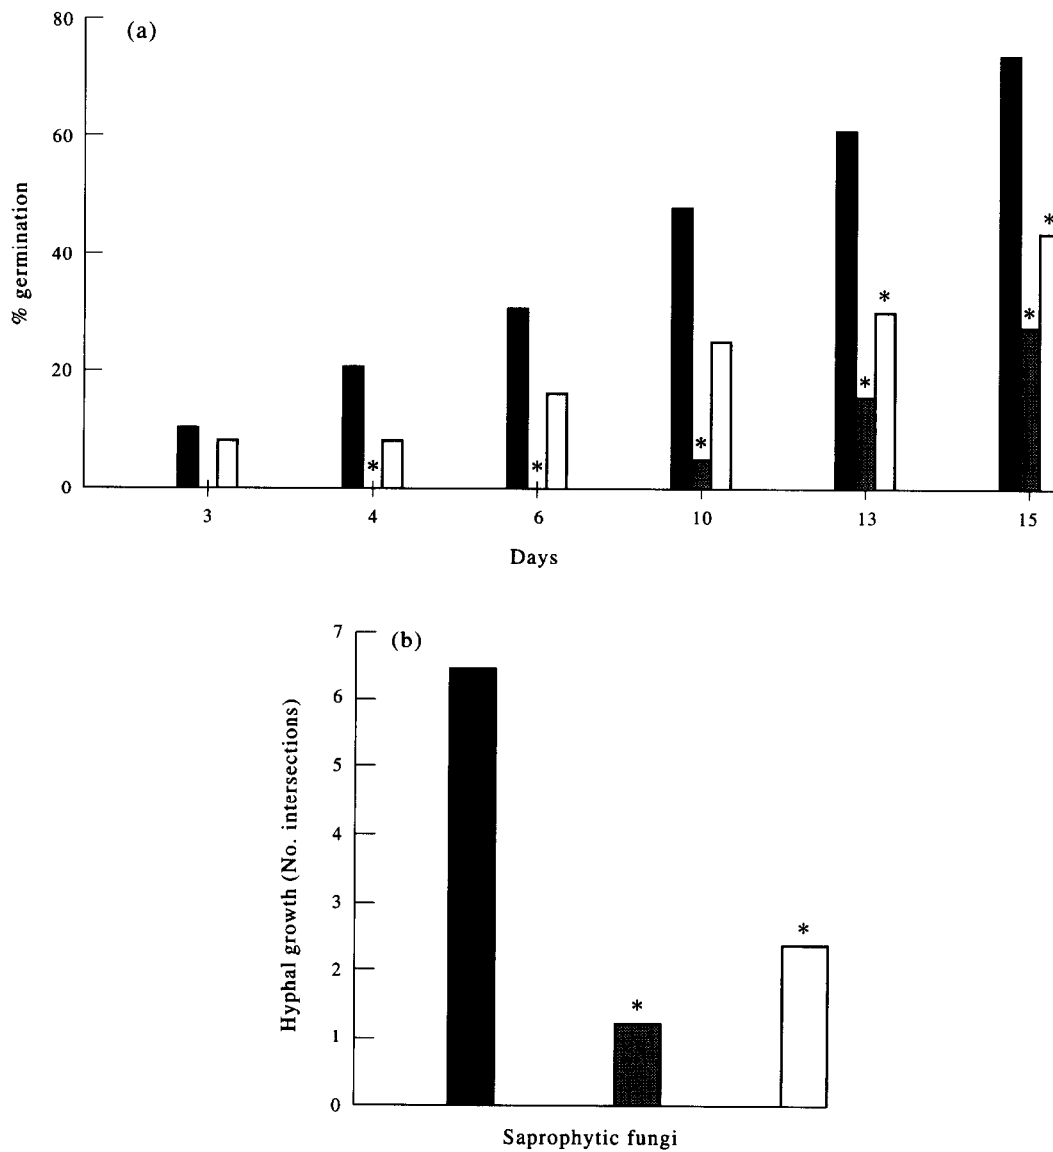 (a)
% germination
80
60
40
20
0
* * * * * * *
3 4 6 10 13 15
Days
(b)
Hyphal growth (No. intersections)
7
6
5
4
3
2
1
0
* *
Saprophytic fungi